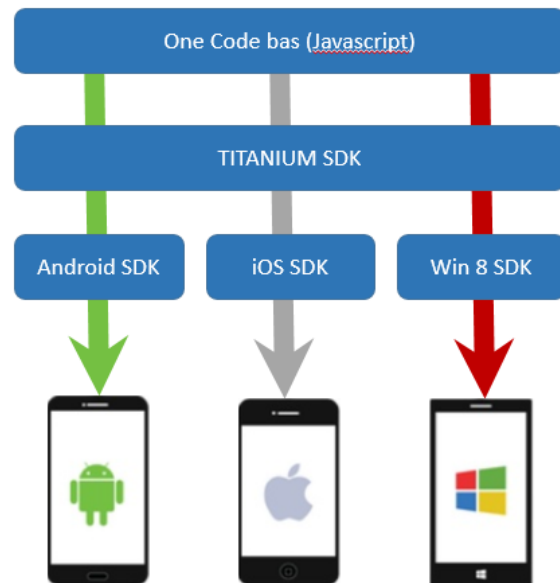 One Code bas (Javascript)
TITANIUM SDK
Android SDK
iOS SDK
Win 8 SDK